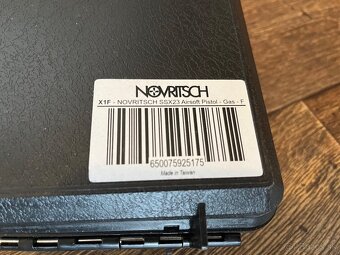 NOVRITSCH
X1F - NOVRITSCH SSX23 Airsoft Pistol - Gas - F
650075925175
Made in Taiwan